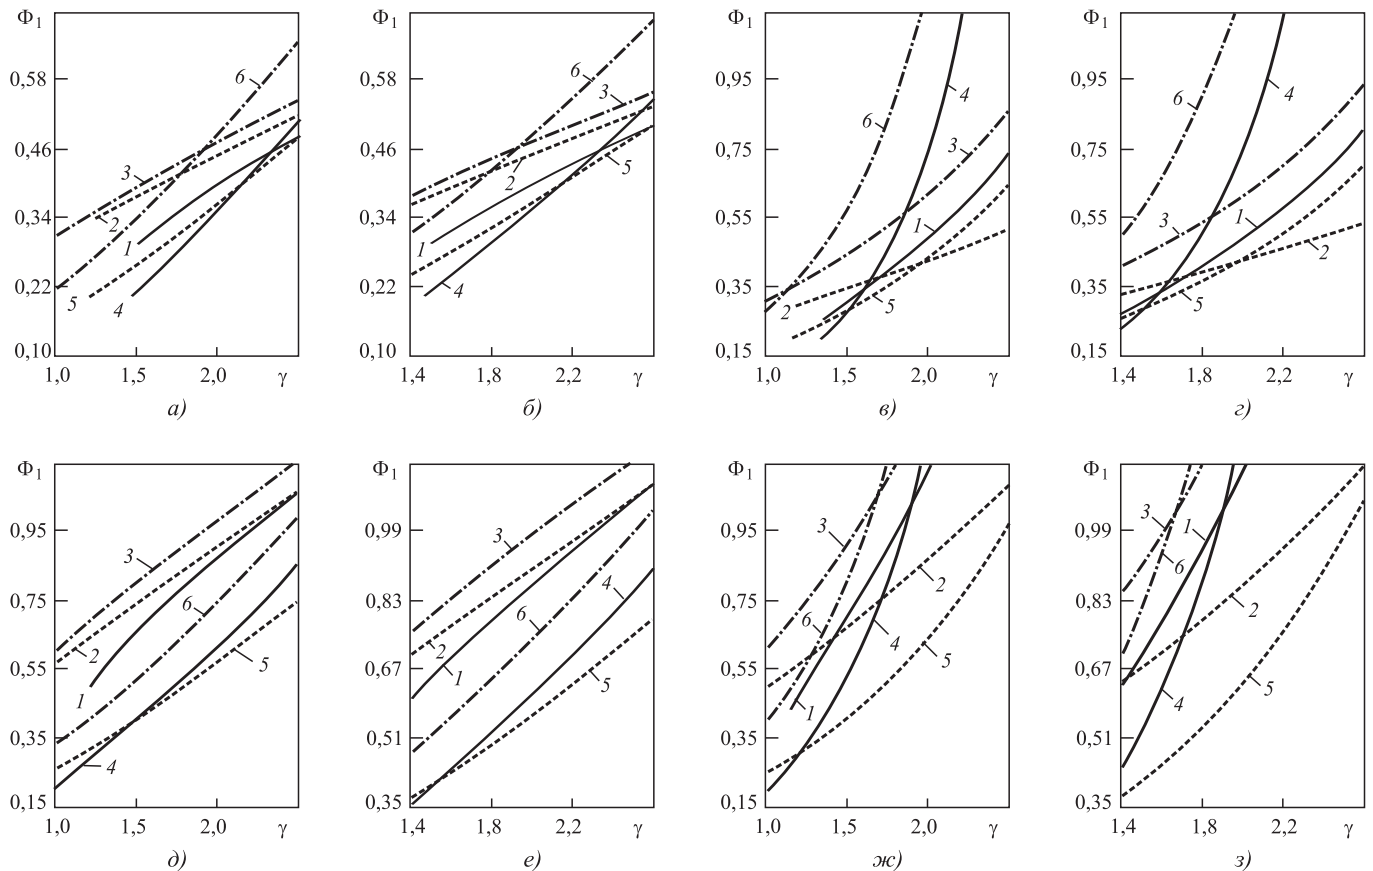 Φ₁ 0,58 0,46 0,34 0,22 0,10 1,0 1,5 2,0 γ 6 3 2 1 5 4
а)
Φ₁ 0,58 0,46 0,34 0,22 0,10 1,4 1,8 2,2 γ 6 3 2 5 1 4
б)
Φ₁ 0,95 0,75 0,55 0,35 0,15 1,0 1,5 2,0 γ 4 6 3 1 2 5
в)
Φ₁ 0,95 0,75 0,55 0,35 0,15 1,4 1,8 2,2 γ 6 4 3 1 2 5
г)
Φ₁ 0,95 0,75 0,55 0,35 0,15 1,0 1,5 2,0 γ 3 6 2 5 1 4
д)
Φ₁ 0,99 0,83 0,67 0,51 0,35 1,4 1,8 2,2 γ 3 4 6 2 1 5
е)
Φ₁ 0,95 0,75 0,55 0,35 0,15 1,0 1,5 2,0 γ 3 2 6 4 5 1
ж)
Φ₁ 0,99 0,83 0,67 0,51 0,35 1,4 1,8 2,2 γ 3 1 6 2 5 4
з)